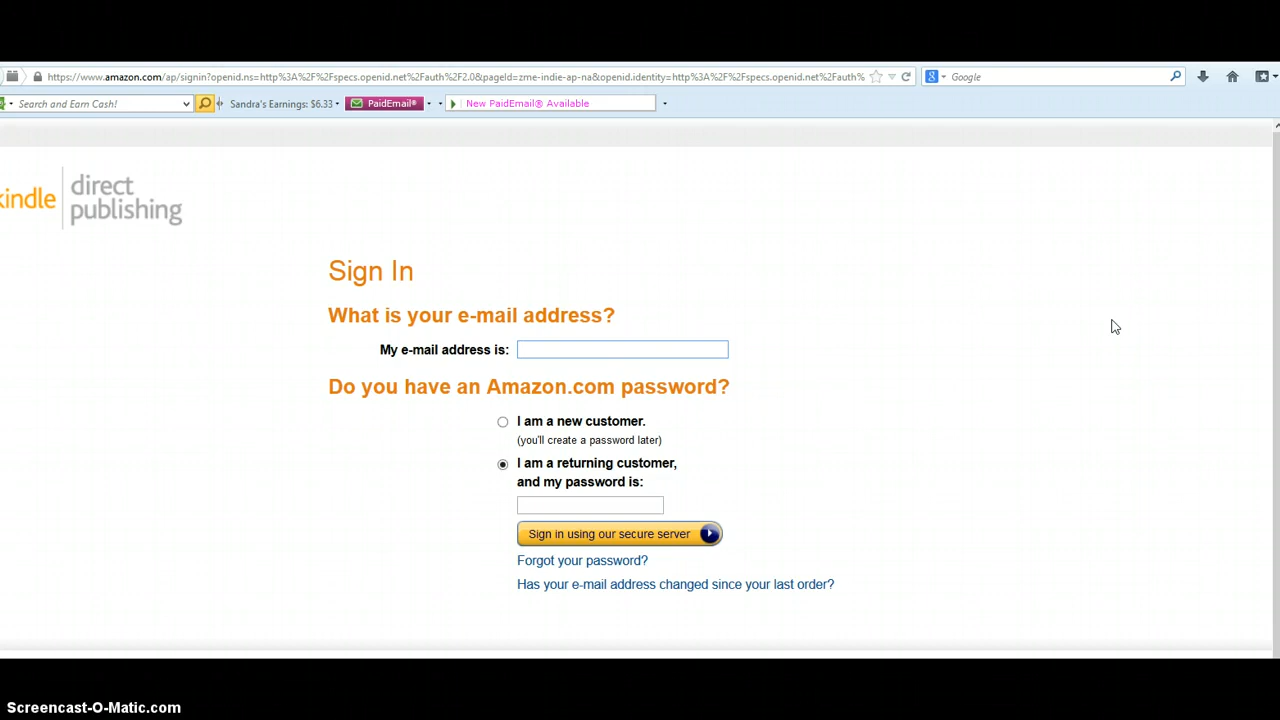 https://www.amazon.com/ap/signin?openid.ns=http%3A%2F%2Fspecs.openid.net%2Fauth%2F2.0&pageId=zme-indie-ap-na&openid.identity=http%3A%2F%2Fspecs.openid.net%2Fauth%
Google
Search and Earn Cash!
Sandra's Earnings: $6.33
PaidEmail®
New PaidEmail® Available
kindle
direct
publishing
Sign In
What is your e-mail address?
My e-mail address is:
Do you have an Amazon.com password?
I am a new customer.
(you'll create a password later)
I am a returning customer,
and my password is:
Sign in using our secure server
Forgot your password?
Has your e-mail address changed since your last order?
Screencast-O-Matic.com